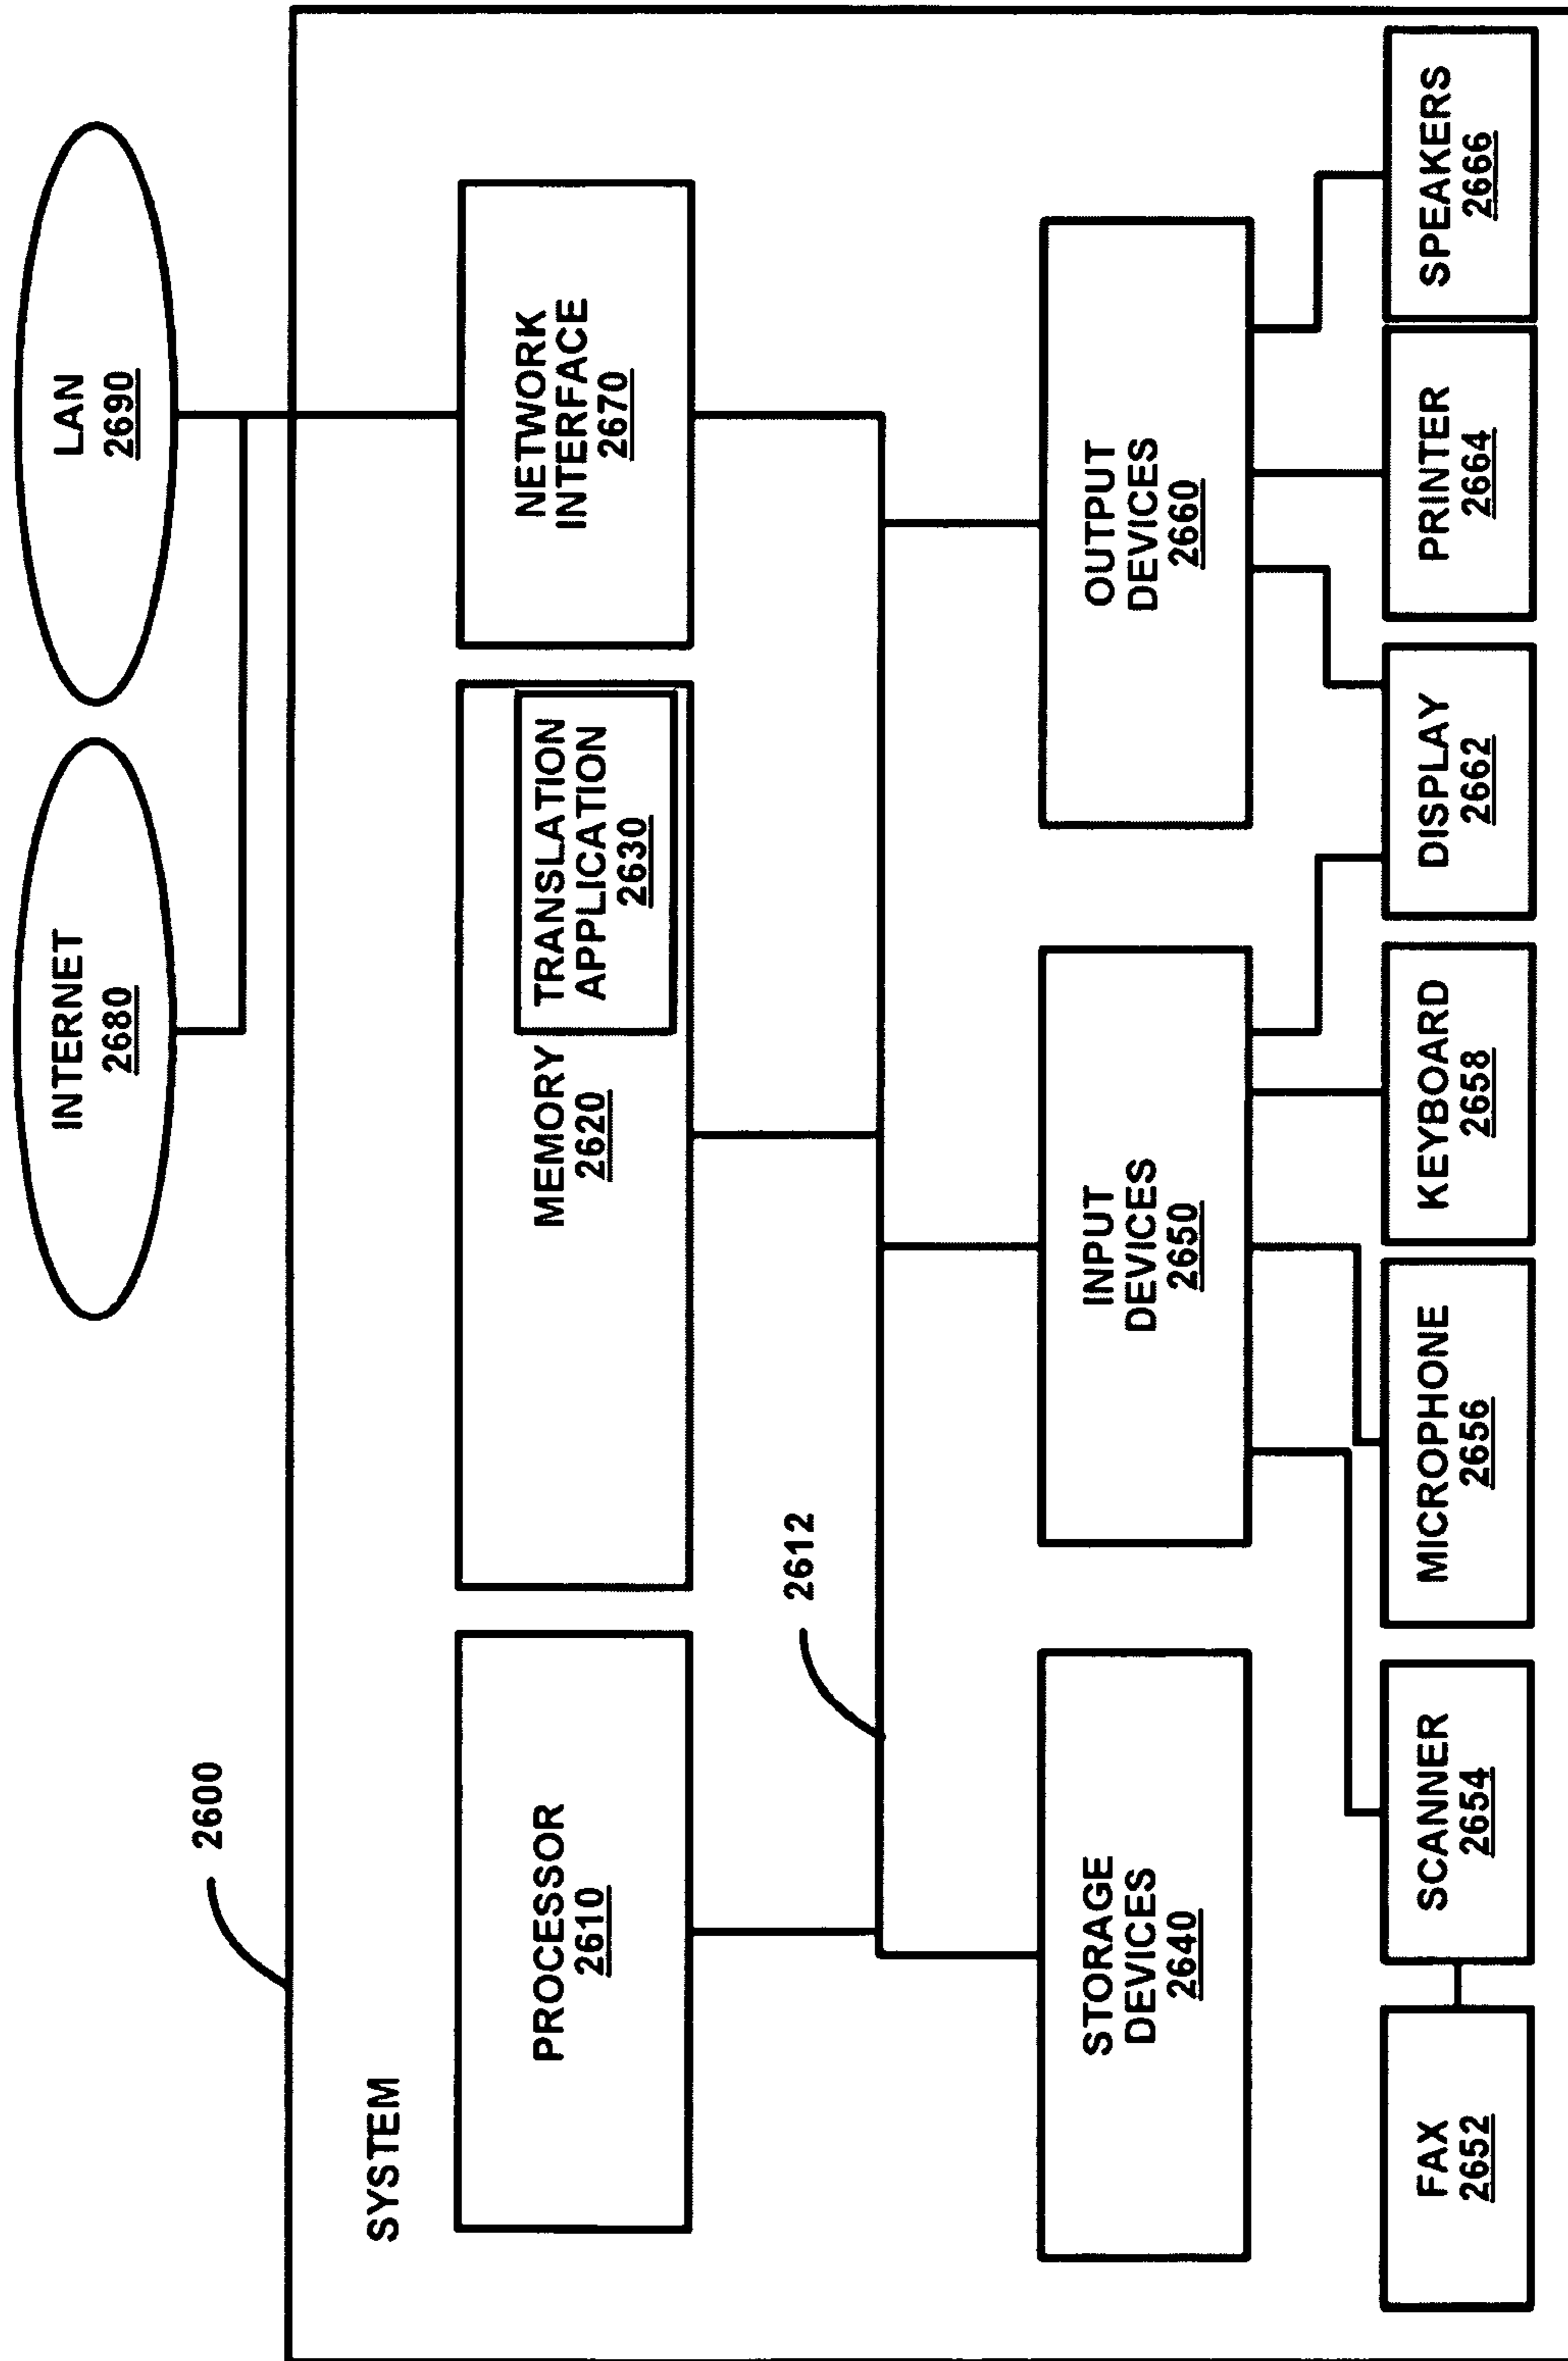 INTERNET
2680
LAN
2690
2600
SYSTEM
PROCESSOR
2610
MEMORY
2620
TRANSLATION
APPLICATION
2630
NETWORK
INTERFACE
2670
2612
STORAGE
DEVICES
2640
INPUT
DEVICES
2650
OUTPUT
DEVICES
2660
FAX
2652
SCANNER
2654
MICROPHONE
2656
KEYBOARD
2658
DISPLAY
2662
PRINTER
2664
SPEAKERS
2666